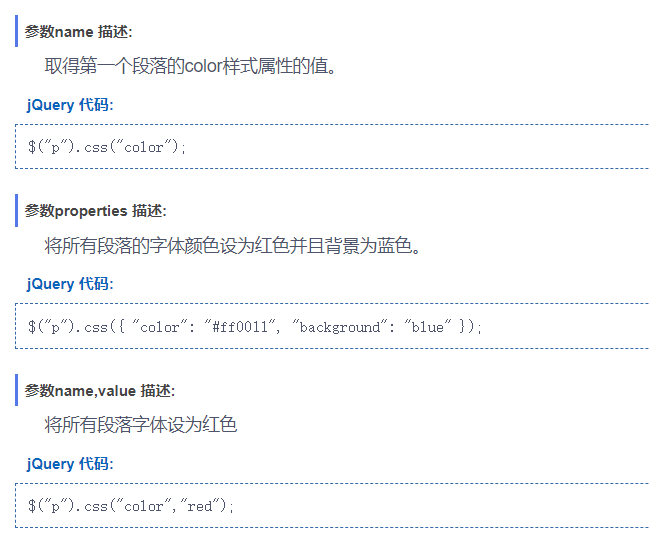 参数name 描述:
取得第一个段落的color样式属性的值。
jQuery 代码:
$("p").css("color");
参数properties 描述:
将所有段落的字体颜色设为红色并且背景为蓝色。
jQuery 代码:
$("p").css({ "color": "#ff0011", "background": "blue" });
参数name,value 描述:
将所有段落字体设为红色
jQuery 代码:
$("p").css("color","red");